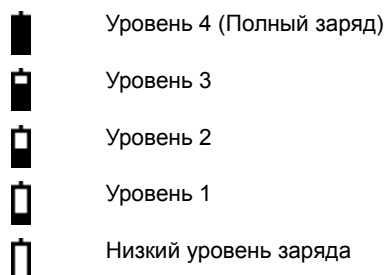 Уровень 4 (Полный заряд)
Уровень 3
Уровень 2
Уровень 1
Низкий уровень заряда